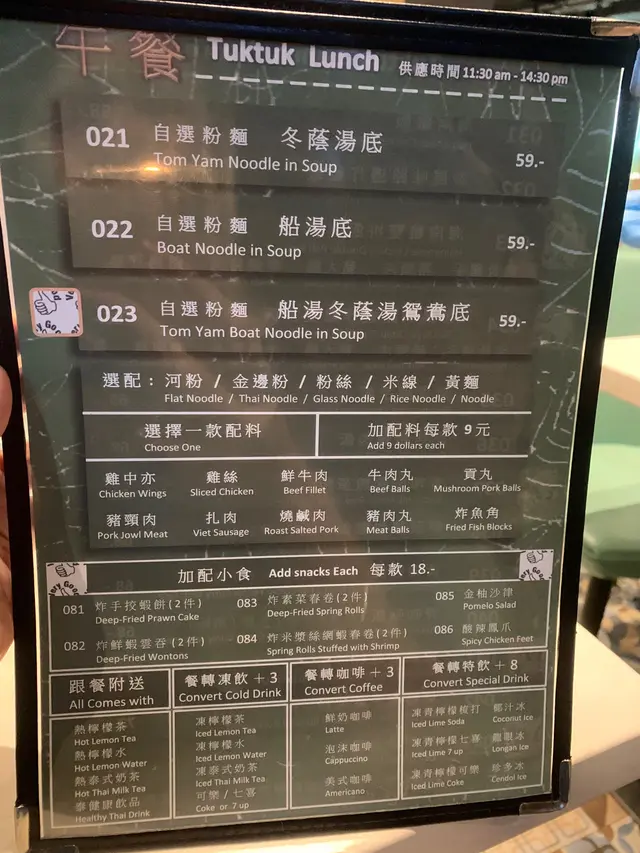 午餐 Tuktuk Lunch 供應時間 11:30 am - 14:30 pm
021 自選粉麵 冬蔭湯底
Tom Yam Noodle in Soup 59.-
022 自選粉麵 船湯底
Boat Noodle in Soup 59.-
023 自選粉麵 船湯冬蔭湯鴛鴦底
Tom Yam Boat Noodle in Soup 59.-
選配：河粉 / 金邊粉 / 粉絲 / 米線 / 黃麵
Flat Noodle / Thai Noodle / Glass Noodle / Rice Noodle / Noodle
選擇一款配料 加配料每款 9 元
Choose One Add 9 dollars each
雞中亦 雞絲 鮮牛肉 牛肉丸 貢丸
Chicken Wings Sliced Chicken Beef Fillet Beef Balls Mushroom Pork Balls
豬頸肉 扎肉 燒鹹肉 豬肉丸 炸魚角
Pork Jowl Meat Viet Sausage Roast Salted Pork Meat Balls Fried Fish Blocks
加配小食 Add snacks Each 每款 18.-
081 炸手挍蝦餅 (2 件) 083 炸素菜春卷 (2 件) 085 金柚沙律
Deep-Fried Prawn Cake Deep-Fried Spring Rolls Pomelo Salad
082 炸鮮蝦雲吞 (2 件) 084 炸米漿絲網蝦春卷 (2 件) 086 酸辣鳳爪
Deep-Fried Wontons Spring Rolls Stuffed with Shrimp Spicy Chicken Feet
跟餐附送
All Comes with
熱檸檬茶
Hot Lemon Tea
熱檸檬水
Hot Lemon Water
熱泰式奶茶
Hot Thai Milk Tea
泰健康飲品
Healthy Thai Drink
餐轉凍飲 + 3
Convert Cold Drink
凍檸檬茶
Iced Lemon Tea
凍檸檬水
Iced Lemon Water
凍泰式奶茶
Iced Thai Milk Tea
可樂 / 七喜
Coke or 7 up
餐轉咖啡 + 3
Convert Coffee
鮮奶咖啡
Latte
泡沫咖啡
Cappuccino
美式咖啡
Americano
餐轉特飲 + 8
Convert Special Drink
凍青檸檬梳打 椰汁冰
Iced Lime Soda Coconut Ice
凍青檸檬七喜 龍眼冰
Iced Lime 7 up Longan Ice
凍青檸檬可樂 珍多冰
Iced Lime Coke Cendol Ice